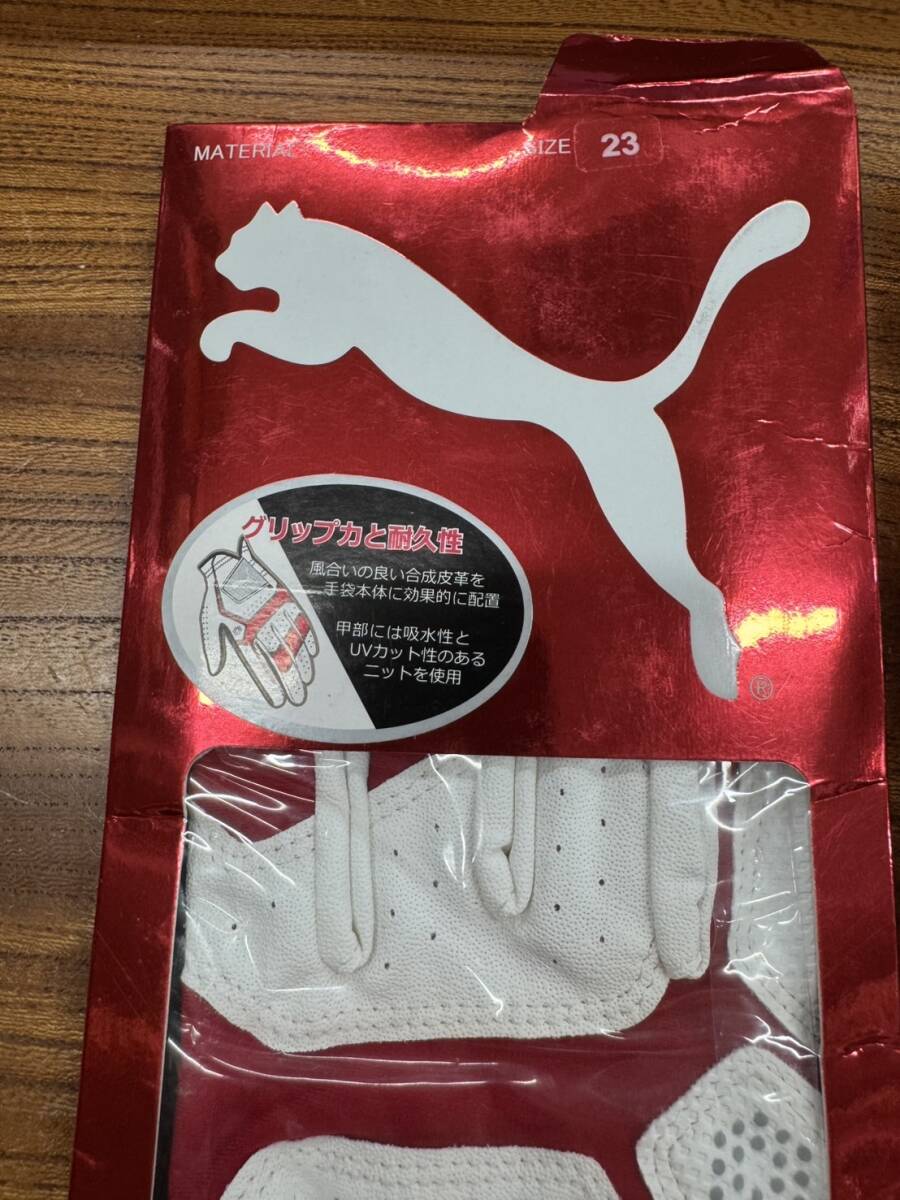 MATERIAL
SIZE 23
グリップ力と耐久性
風合いの良い合成皮革を
手袋本体に効果的に配置
甲部には吸水性と
UVカット性のある
ニットを使用
®